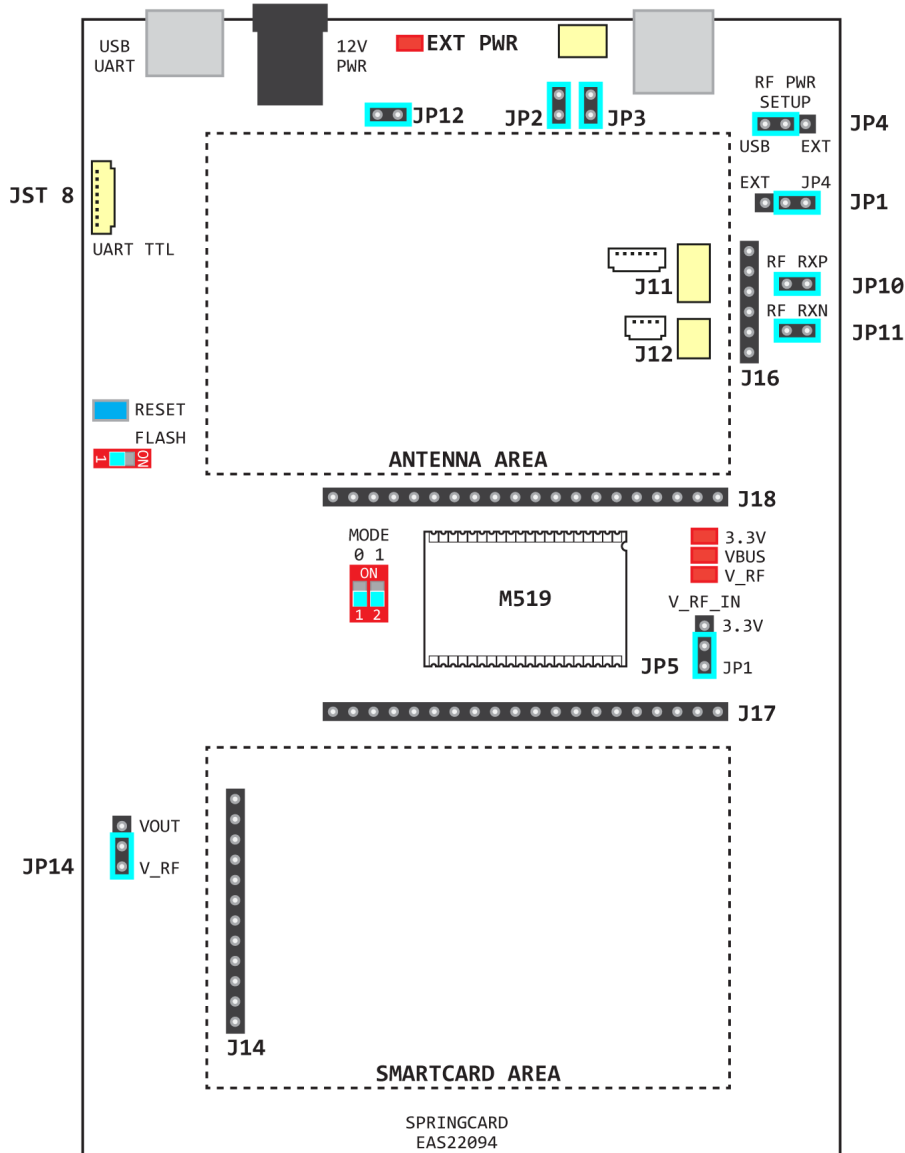 USB
UART
12V
PWR
EXT PWR
RF PWR
SETUP
JP12
JP2
JP3
JP4
USB
EXT
JST 8
EXT
JP4
JP1
UART TTL
RF RXP
J11
JP10
RF RXN
JP11
J12
J16
RESET
FLASH
1
ON
ANTENNA AREA
J18
MODE
0 1
ON
1 2
M519
3.3V
VBUS
V_RF
V_RF_IN
3.3V
JP5
JP1
J17
VOUT
JP14
V_RF
J14
SMARTCARD AREA
SPRINGCARD
EAS22094